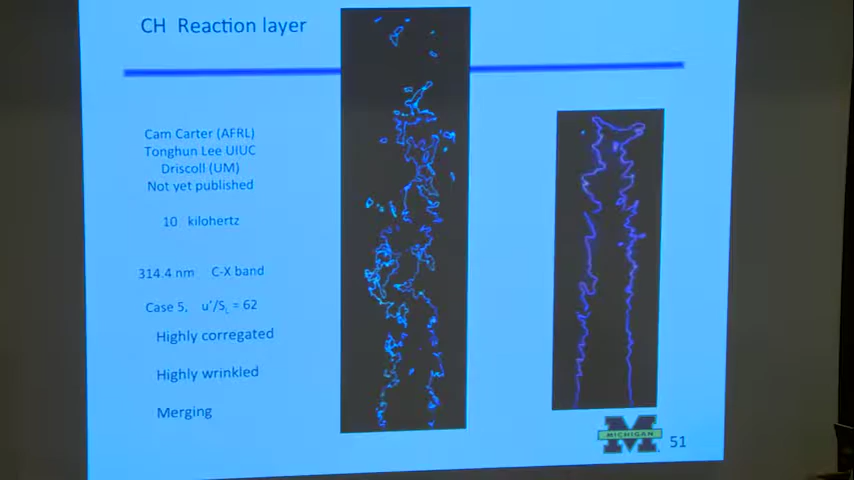 CH Reaction layer
Cam Carter (AFRL)
Tonghun Lee UIUC
Driscoll (UM)
Not yet published
10 kilohertz
314.4 nm C-X band
Case 5, u'/SL = 62
Highly corregated
Highly wrinkled
Merging
MICHIGAN
51